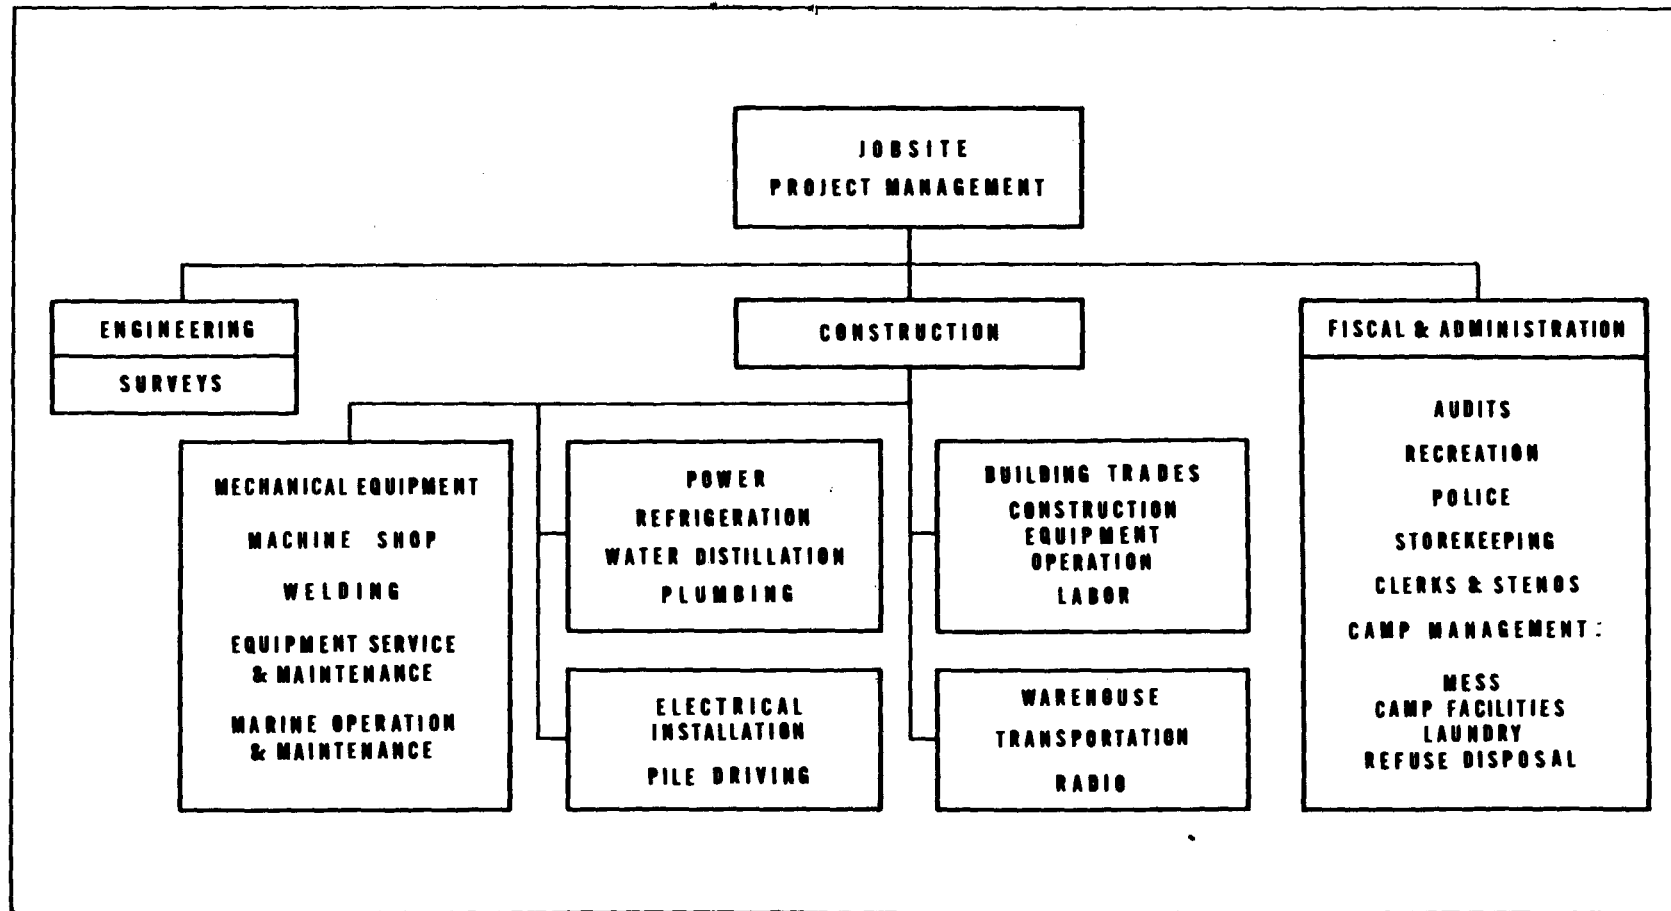 JOBSITE
PROJECT MANAGEMENT
ENGINEERING
SURVEYS
CONSTRUCTION
FISCAL & ADMINISTRATION
MECHANICAL EQUIPMENT
MACHINE SHOP
WELDING
EQUIPMENT SERVICE
& MAINTENANCE
MARINE OPERATION
& MAINTENANCE
POWER
REFRIGERATION
WATER DISTILLATION
PLUMBING
ELECTRICAL
INSTALLATION
PILE DRIVING
BUILDING TRADES
CONSTRUCTION
EQUIPMENT
OPERATION
LABOR
WAREHOUSE
TRANSPORTATION
RADIO
AUDITS
RECREATION
POLICE
STOREKEEPING
CLERKS & STENOS
CAMP MANAGEMENT:
MESS
CAMP FACILITIES
LAUNDRY
REFUSE DISPOSAL